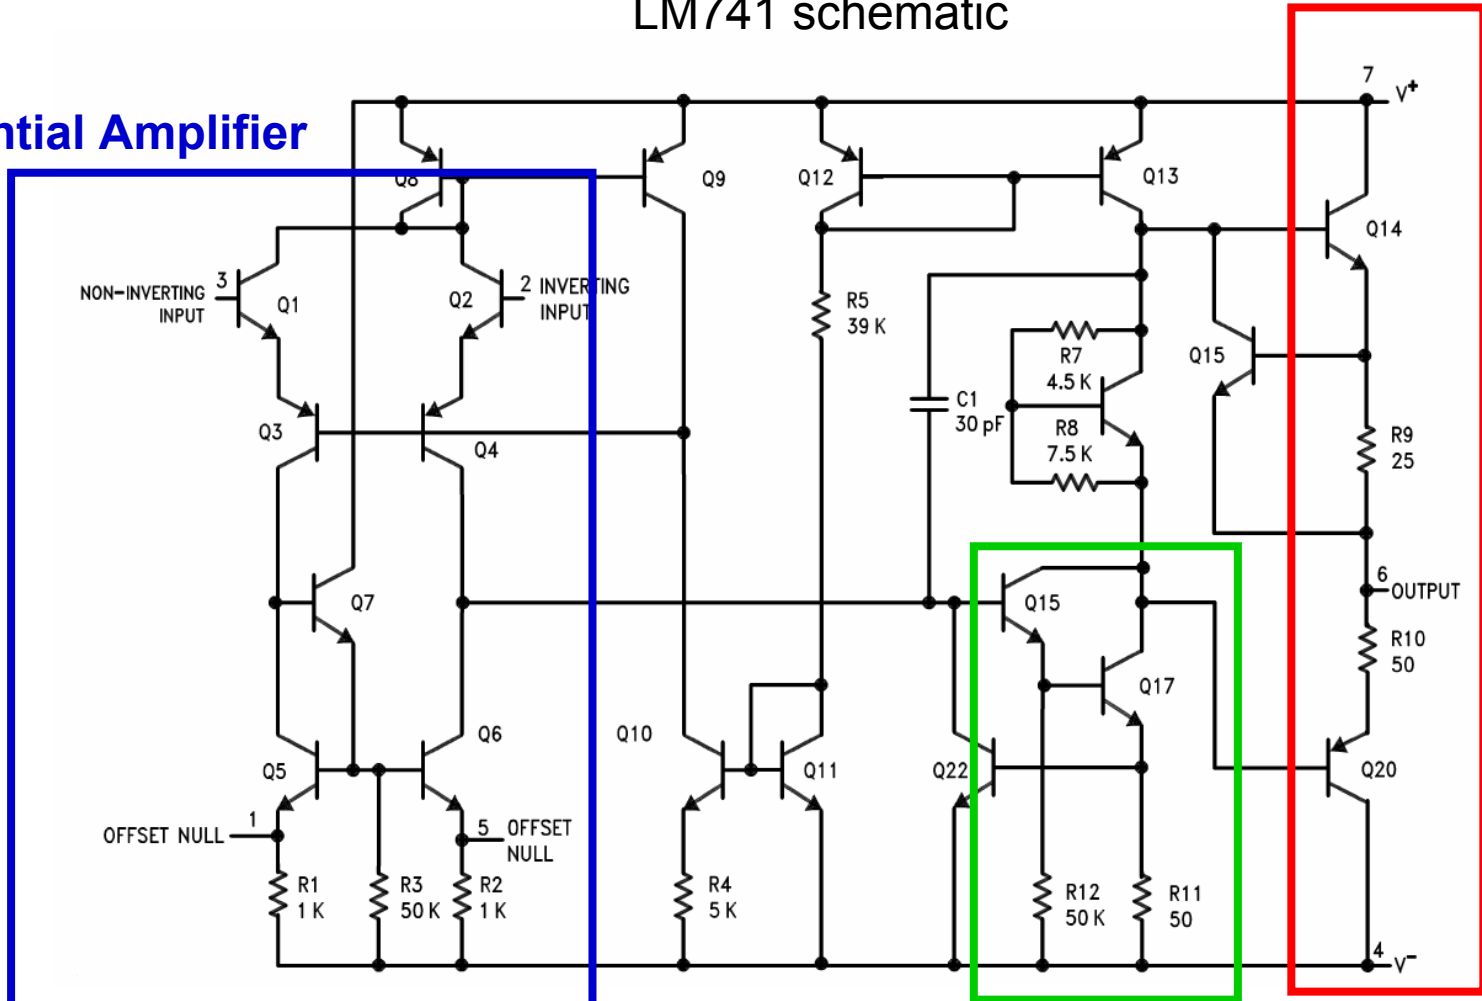 LM741 schematic
ntial Amplifier
7
V+
Q8
Q9
Q12
Q13
Q14
3
NON-INVERTING
INPUT
Q1
Q2
2 INVERTING
INPUT
R5
39 K
Q15
R7
4.5 K
C1
30 pF
R8
7.5 K
Q3
Q4
R9
25
6
OUTPUT
Q7
Q15
R10
50
Q17
Q6
Q10
Q5
Q11
Q22
Q20
1
OFFSET NULL
5 OFFSET
NULL
R1
1 K
R3
50 K
R2
1 K
R4
5 K
R12
50 K
R11
50
4
V-